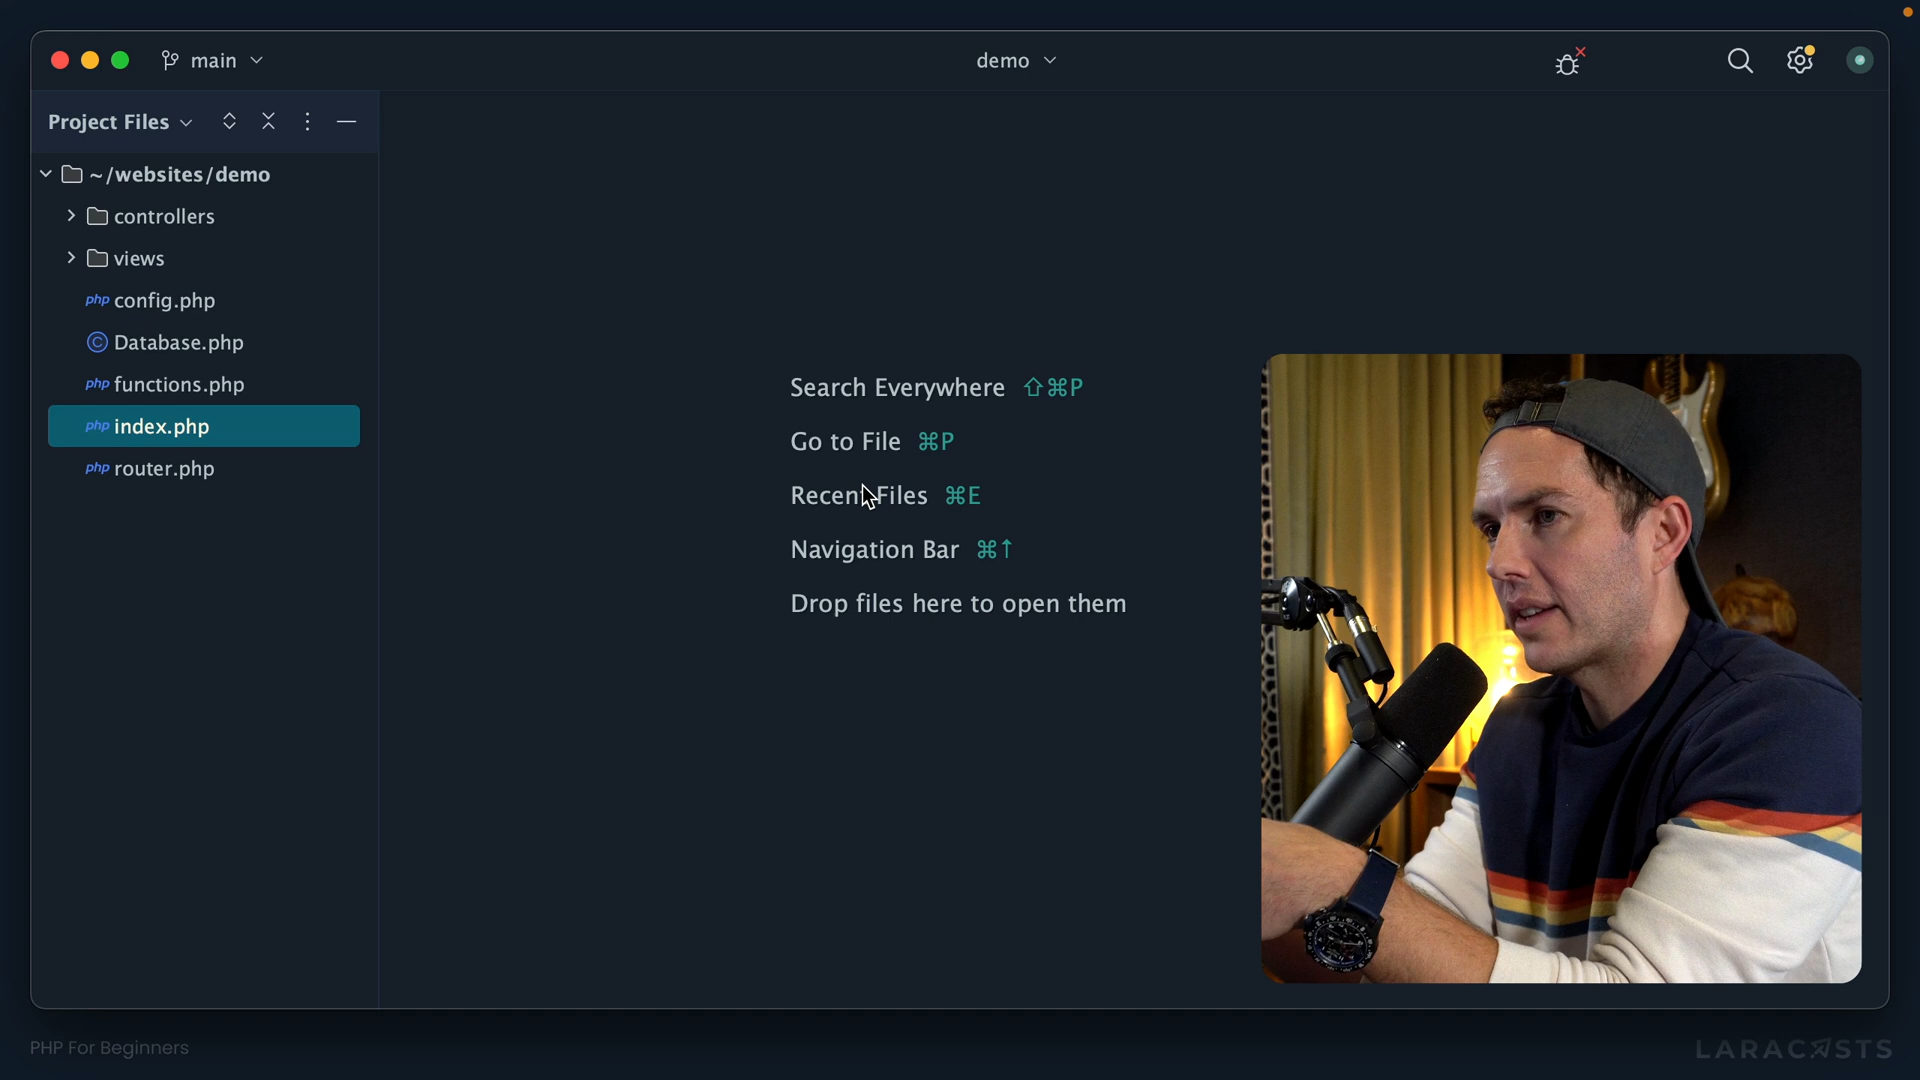 main
demo
Project Files
~/websites/demo
controllers
views
php config.php
C Database.php
php functions.php
php index.php
php router.php
Search Everywhere ⇧⌘P
Go to File ⌘P
Recent Files ⌘E
Navigation Bar ⌘↑
Drop files here to open them
PHP For Beginners
LARACASTS